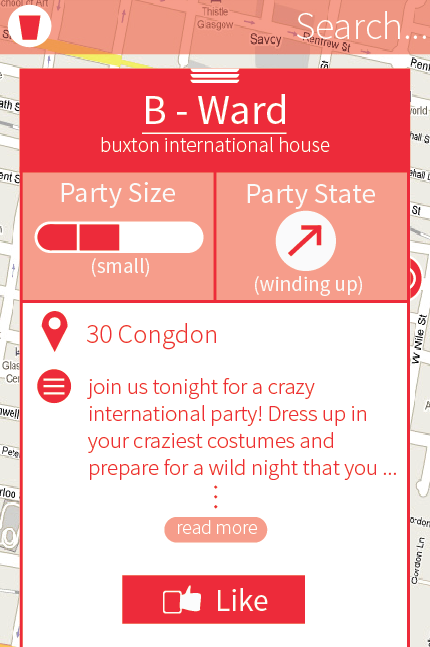 School of Art
Thistle
Glasgow
Search...
Savcy
Renfrew St
B - Ward
buxton international house
Party Size
Party State
(small)
(winding up)
30 Congdon
W Nile St
join us tonight for a crazy
international party! Dress up in
your craziest costumes and
prepare for a wild night that you ...
read more
Gordon Ln
Like